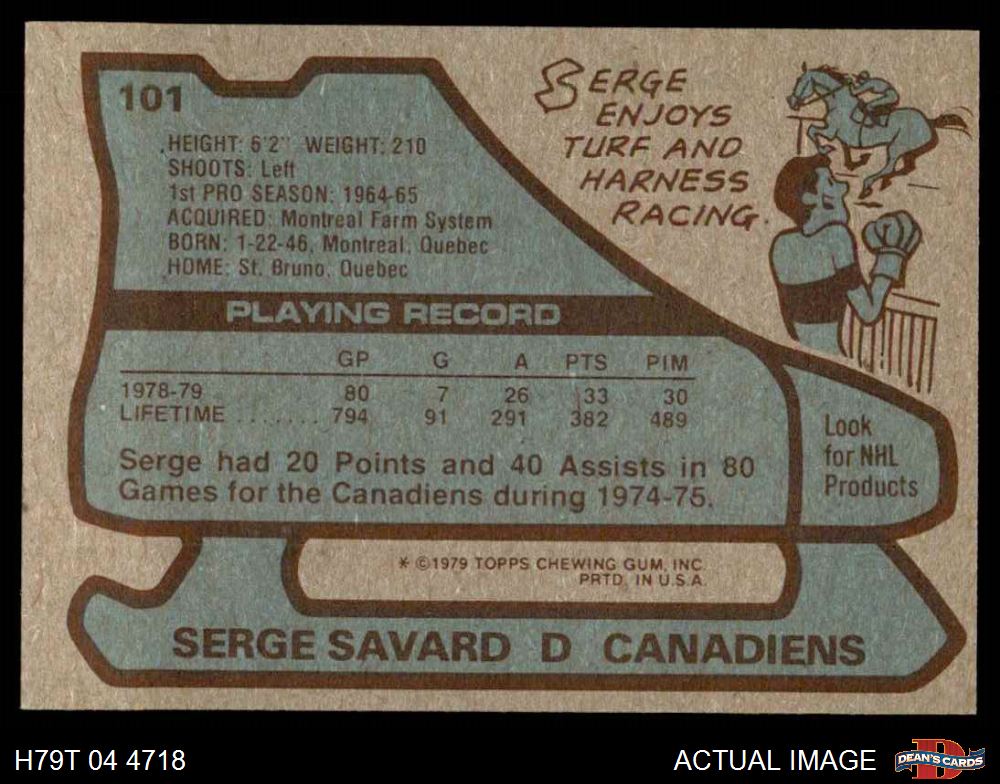 101
HEIGHT: 6'2" WEIGHT: 210
SHOOTS: Left
1st PRO SEASON: 1964-65
ACQUIRED: Montreal Farm System
BORN: 1-22-46, Montreal, Quebec
HOME: St. Bruno, Quebec
SERGE
ENJOYS
TURF AND
HARNESS
RACING.
PLAYING RECORD
GP G A PTS PIM
1978-79 80 7 26 33 30
LIFETIME ........ 794 91 291 382 489
Serge had 20 Points and 40 Assists in 80
Games for the Canadiens during 1974-75.
Look
for NHL
Products
* ©1979 TOPPS CHEWING GUM, INC.
PRTD. IN U.S.A.
SERGE SAVARD D CANADIENS
H79T 04 4718
ACTUAL IMAGE
D
DEAN'S CARDS